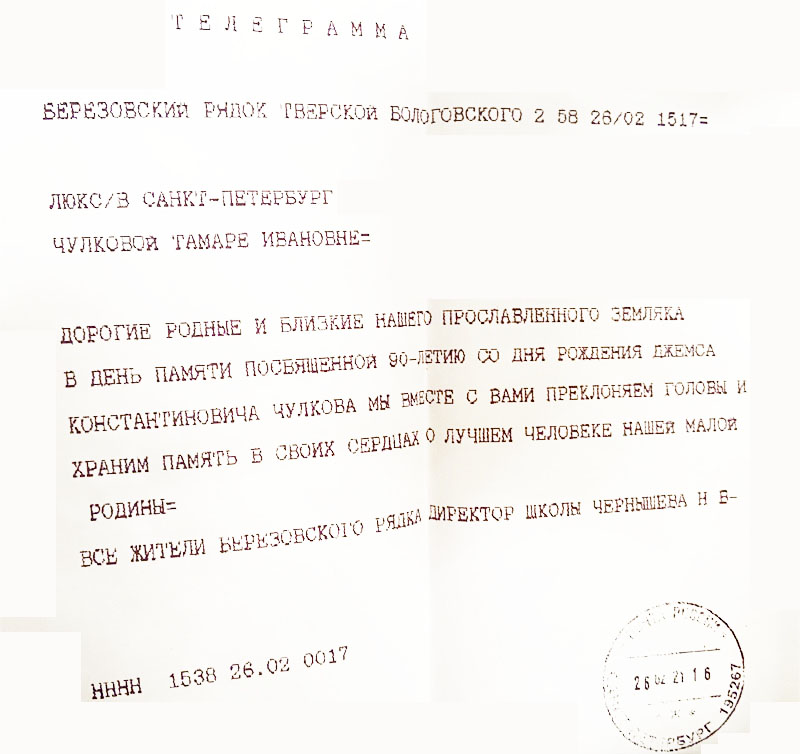 ТЕЛЕГРАММА
БЕРЕЗОВСКИЙ РЯДОК ТВЕРСКОЙ БОЛОГОВСКОГО 2 58 26/02 1517=
ЛЮКС/В САНКТ-ПЕТЕРБУРГ
ЧУЛКОВОЙ ТАМАРЕ ИВАНОВНЕ=
ДОРОГИЕ РОДНЫЕ И БЛИЗКИЕ НАШЕГО ПРОСЛАВЛЕННОГО ЗЕМЛЯКА
В ДЕНЬ ПАМЯТИ ПОСВЯШЕННОЙ 90-ЛЕТИЮ СО ДНЯ РОЖДЕНИЯ ДЖЕМСА
КОНСТАНТИНОВИЧА ЧУЛКОВА МЫ ВМЕСТЕ С ВАМИ ПРЕКЛОНЯЕМ ГОЛОВЫ И
ХРАНИМ ПАМЯТЬ В СВОИХ СЕРДЦАХ О ЛУЧШЕМ ЧЕЛОВЕКЕ НАШЕЙ МАЛОЙ
РОДИНЫ=
ВСЕ ЖИТЕЛИ БЕРЕЗОВСКОГО РЯДКА ДИРЕКТОР ШКОЛЫ ЧЕРНЫШЕВА Н Б-
НННН 1538 26.02 0017
26 02 21 16
195267